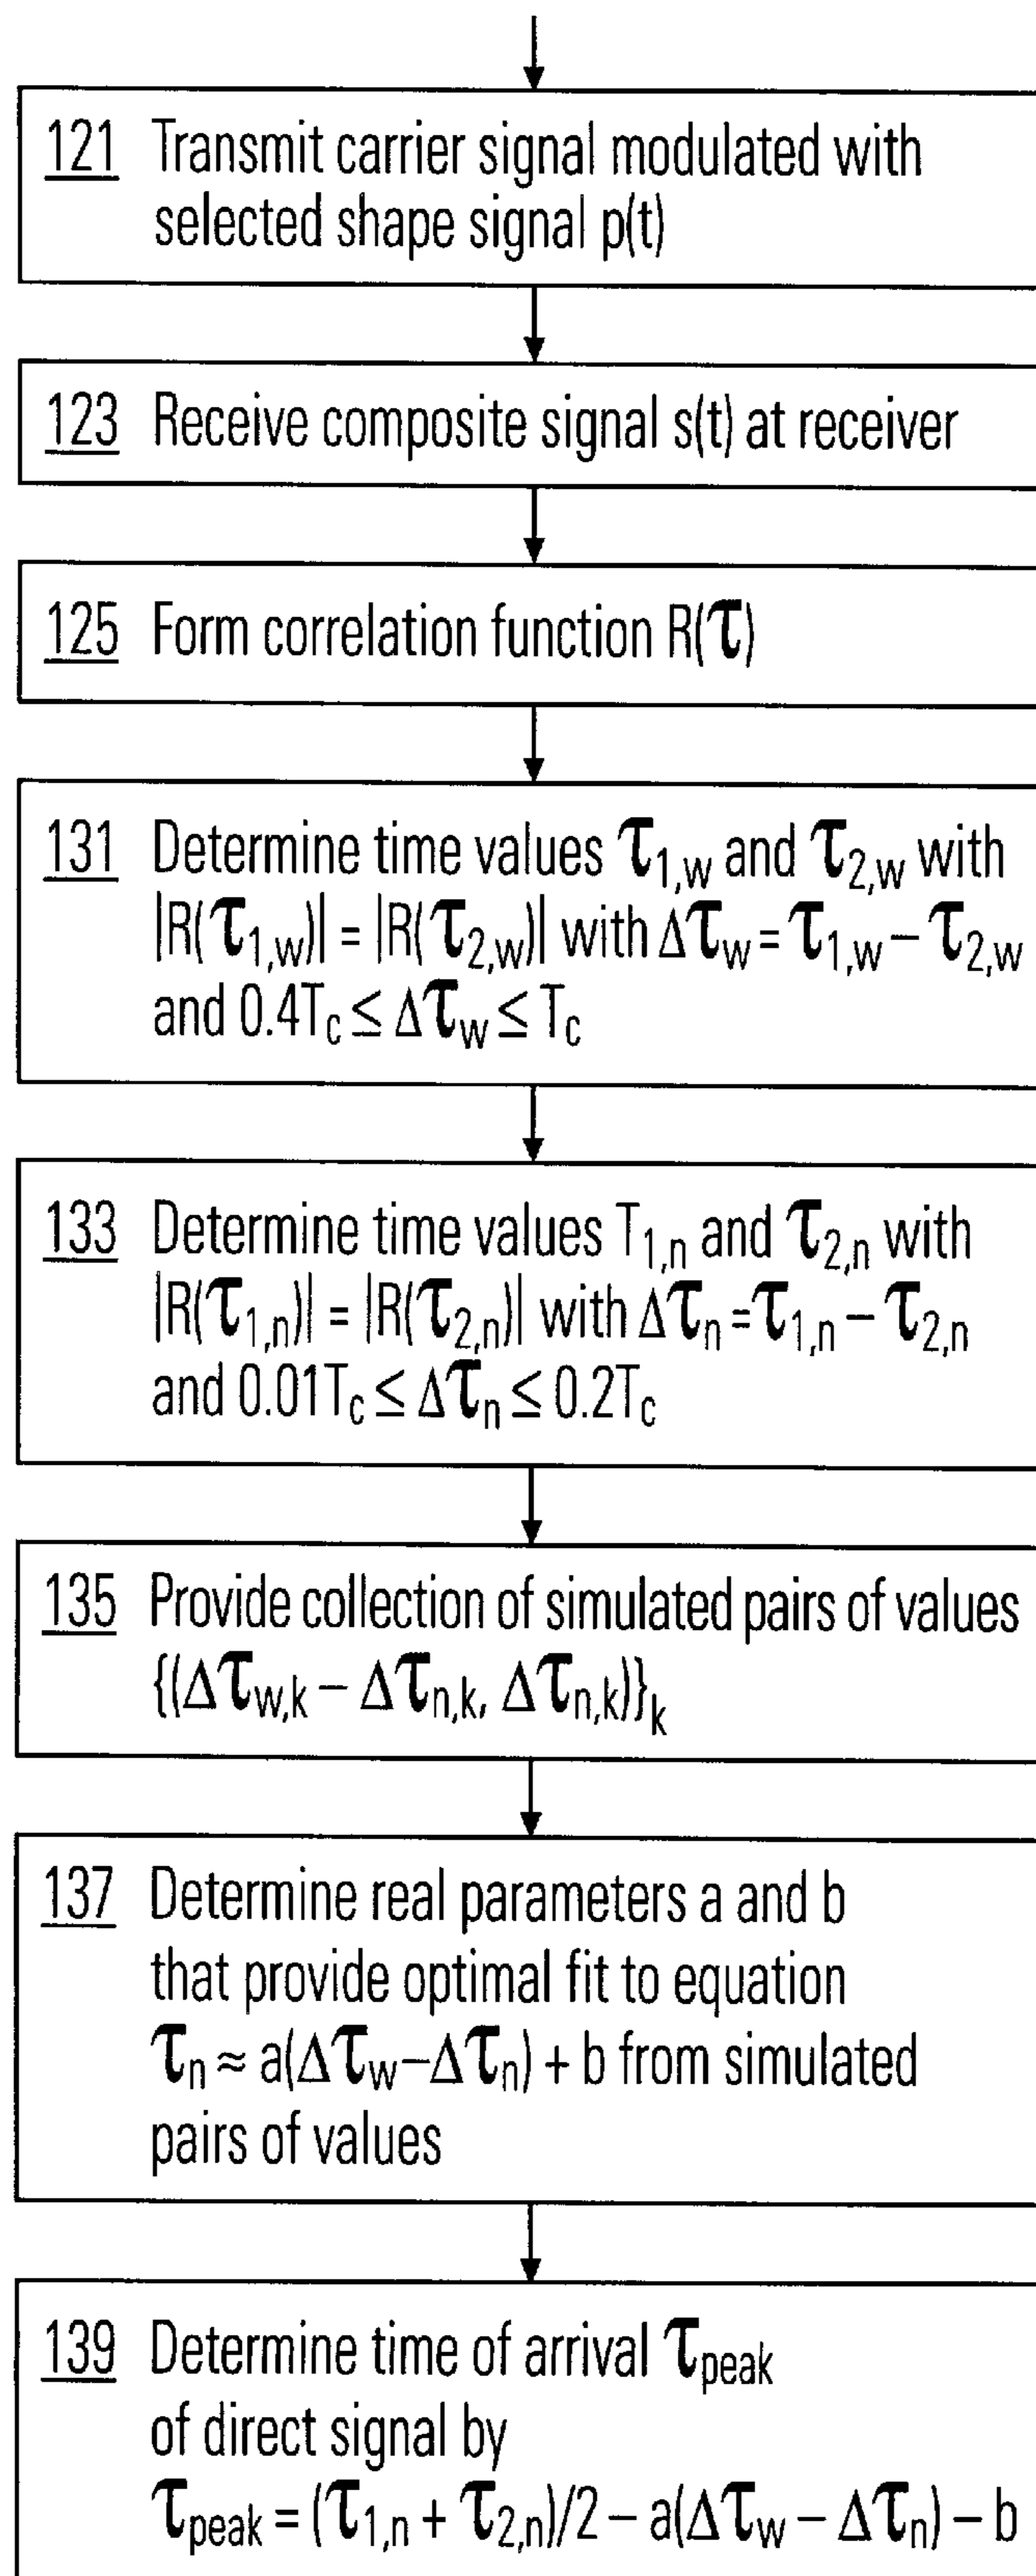 121 Transmit carrier signal modulated with
selected shape signal p(t)
123 Receive composite signal s(t) at receiver
125 Form correlation function R(τ)
131 Determine time values τ1,w and τ2,w with
|R(τ1,w)| = |R(τ2,w)| with Δτw = τ1,w − τ2,w
and 0.4Tc ≤ Δτw ≤ Tc
133 Determine time values T1,n and τ2,n with
|R(τ1,n)| = |R(τ2,n)| with Δτn = τ1,n − τ2,n
and 0.01Tc ≤ Δτn ≤ 0.2Tc
135 Provide collection of simulated pairs of values
{(Δτw,k − Δτn,k, Δτn,k)}k
137 Determine real parameters a and b
that provide optimal fit to equation
τn ≈ a(Δτw−Δτn) + b from simulated
pairs of values
139 Determine time of arrival τpeak
of direct signal by
τpeak = (τ1,n + τ2,n)/2 − a(Δτw − Δτn) − b